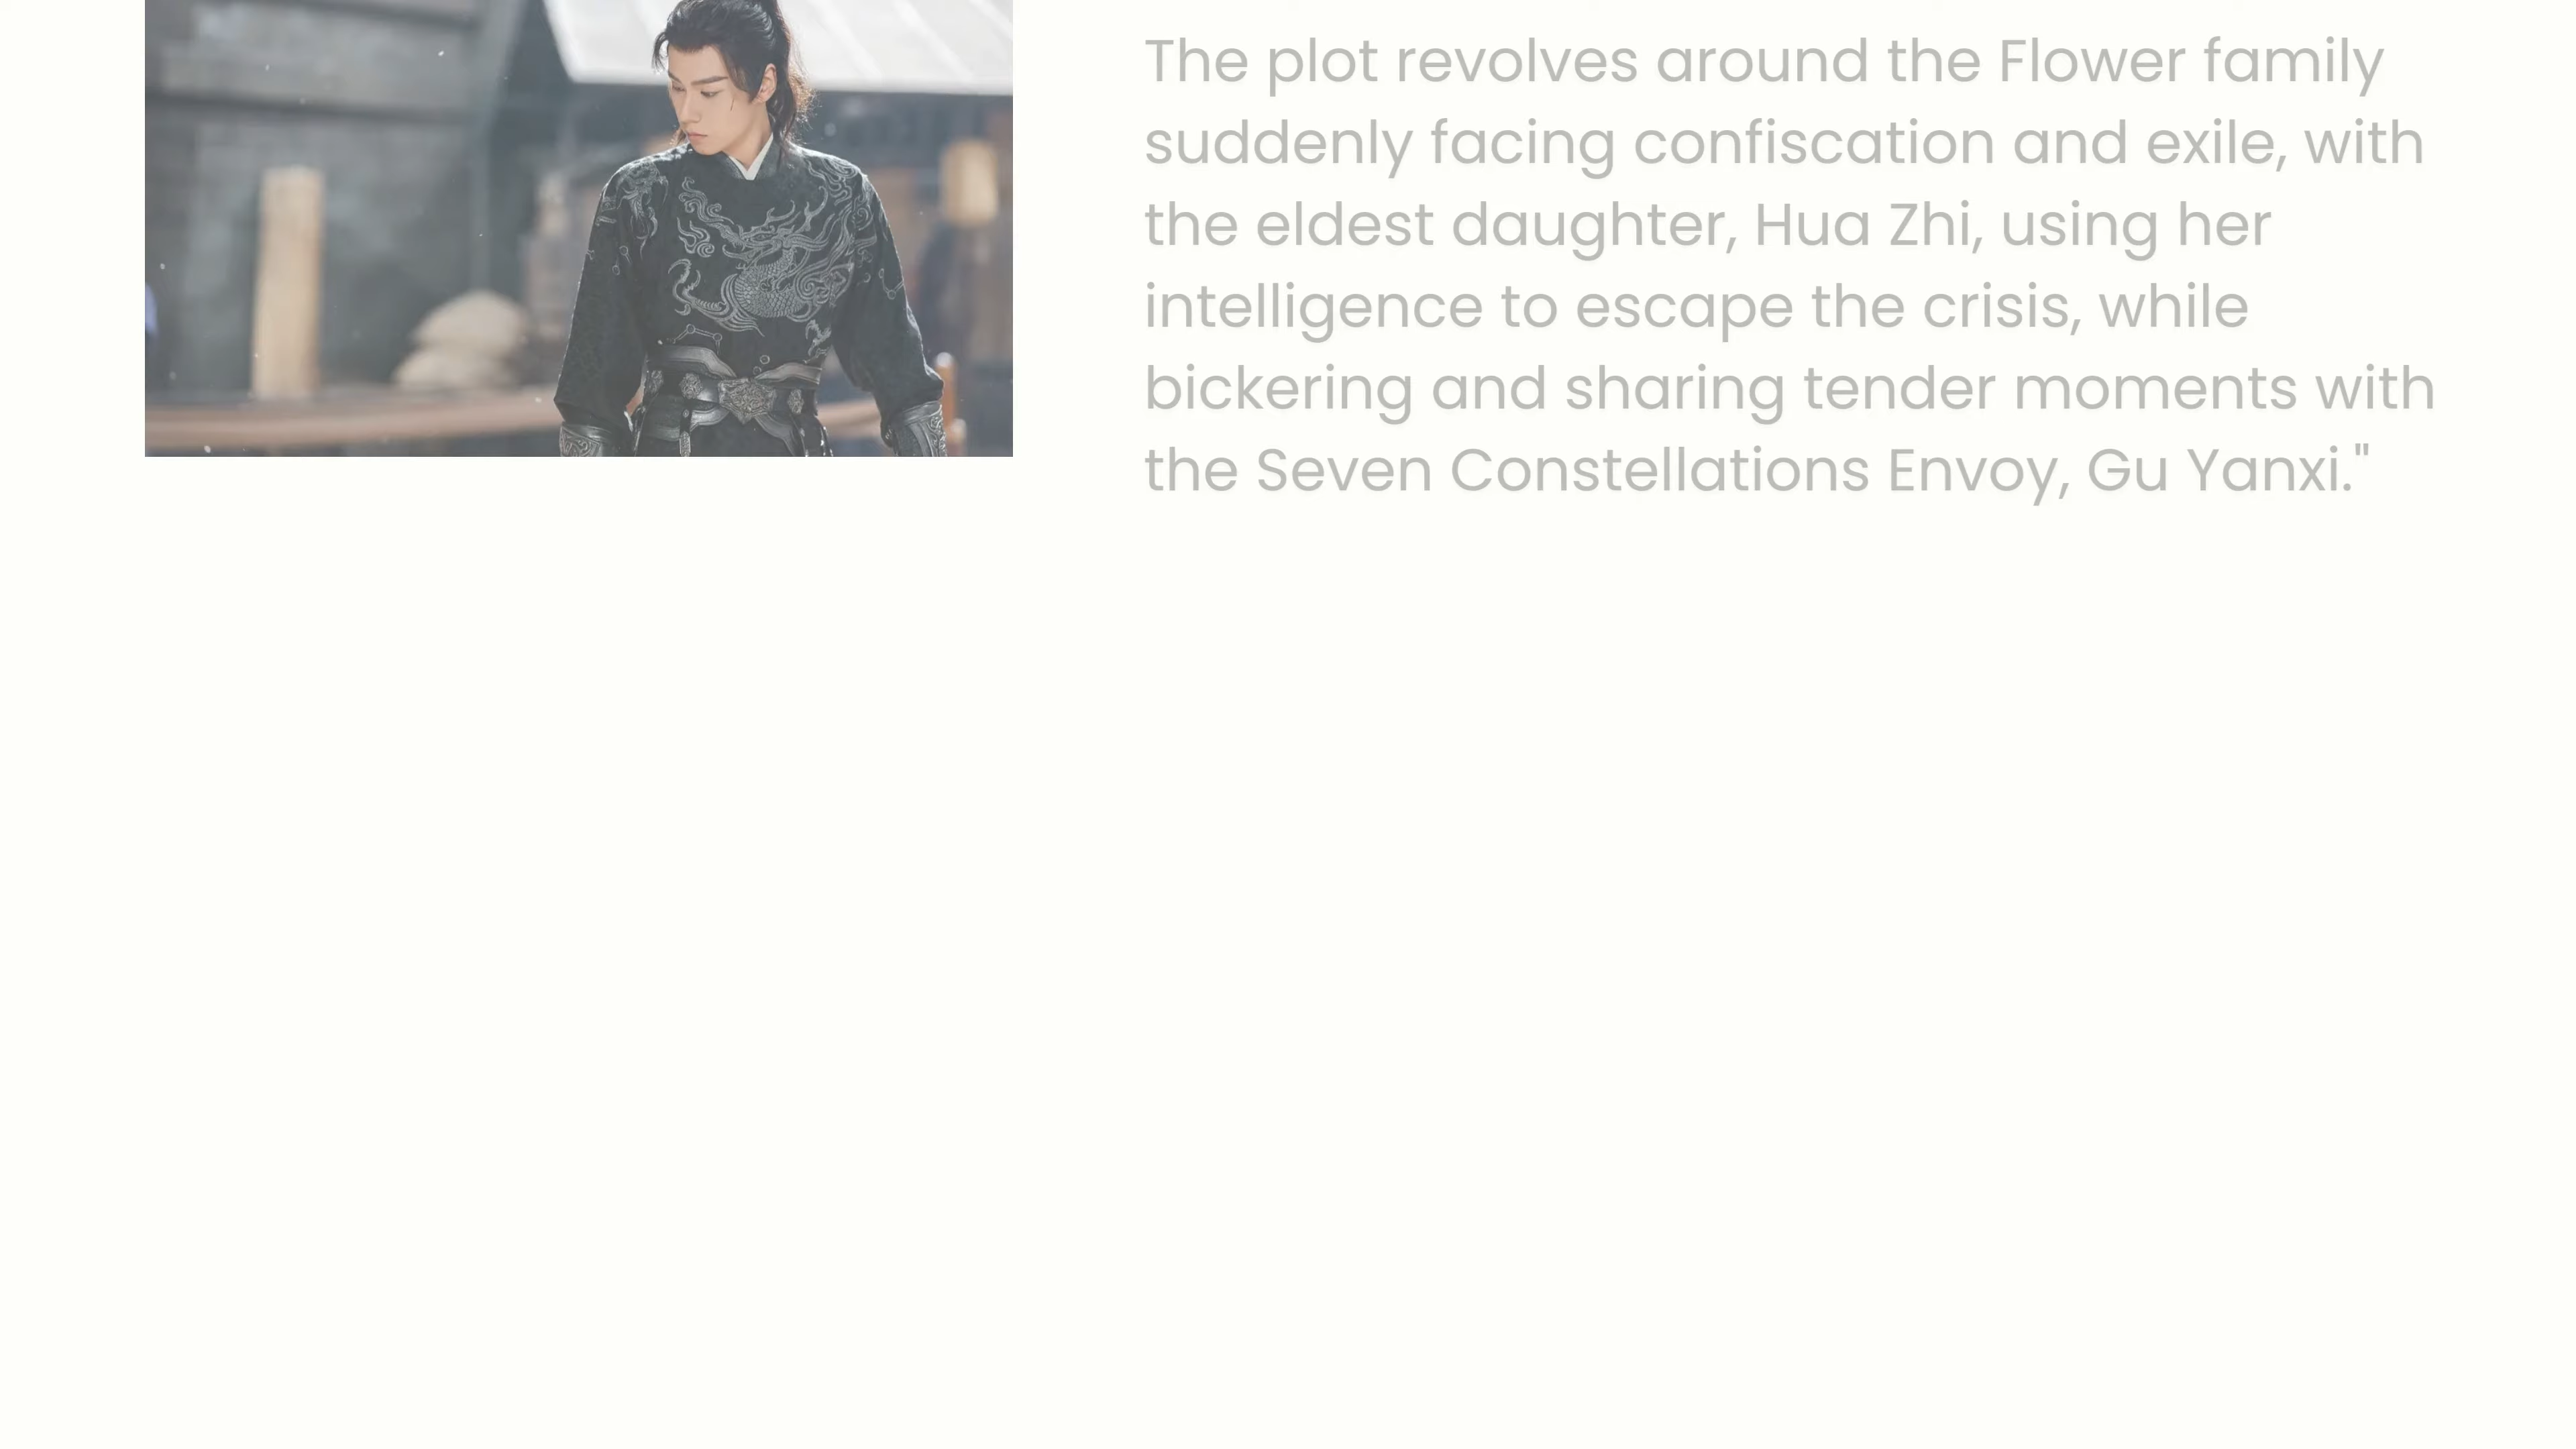 The plot revolves around the Flower family
suddenly facing confiscation and exile, with
the eldest daughter, Hua Zhi, using her
intelligence to escape the crisis, while
bickering and sharing tender moments with
the Seven Constellations Envoy, Gu Yanxi."